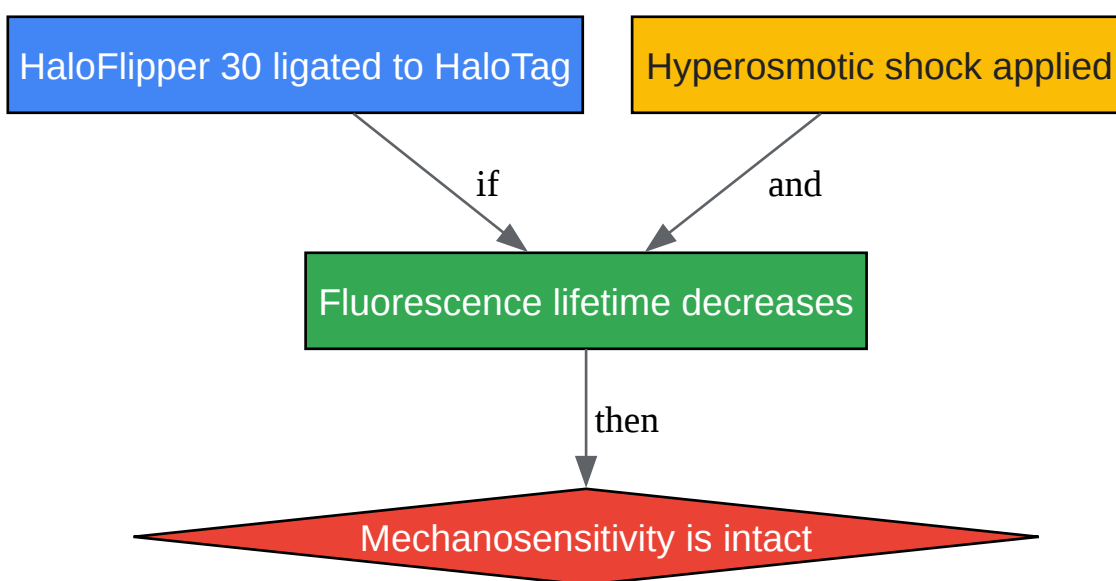 HaloFlipper 30 ligated to HaloTag
Hyperosmotic shock applied
if
and
Fluorescence lifetime decreases
then
Mechanosensitivity is intact